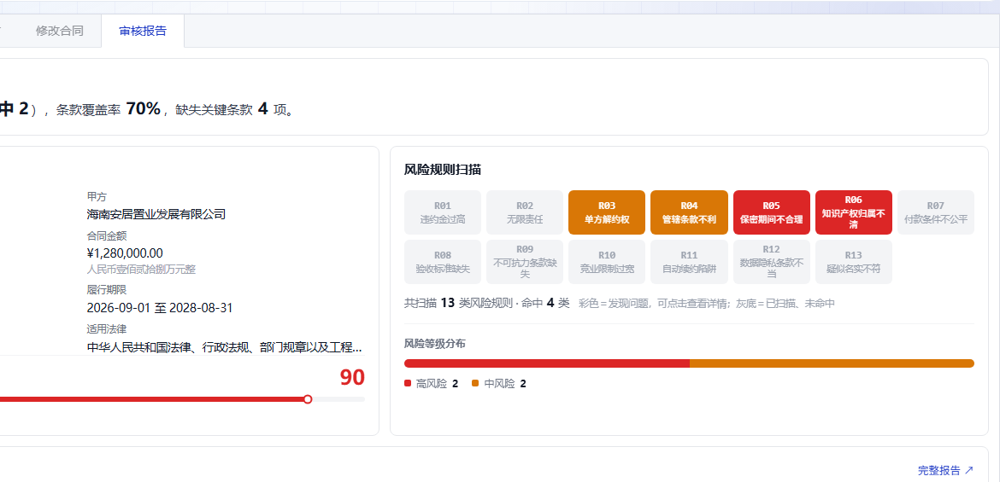 修改合同
审核报告
中 2），条款覆盖率 70%，缺失关键条款 4 项。
甲方
海南安居置业发展有限公司
合同金额
¥1,280,000.00
人民币壹佰贰拾捌万元整
履行期限
2026-09-01 至 2028-08-31
适用法律
中华人民共和国法律、行政法规、部门规章以及工程...
90
风险规则扫描
R01
违约金过高
R02
无限责任
R03
单方解约权
R04
管辖条款不利
R05
保密期间不合理
R06
知识产权归属不
清
R07
付款条件不公平
R08
验收标准缺失
R09
不可抗力条款缺
失
R10
竞业限制过宽
R11
自动续约陷阱
R12
数据隐私条款不
当
R13
疑似名实不符
共扫描 13 类风险规则 · 命中 4 类 彩色=发现问题，可点击查看详情；灰底=已扫描、未命中
风险等级分布
高风险 2 中风险 2
完整报告 ↗